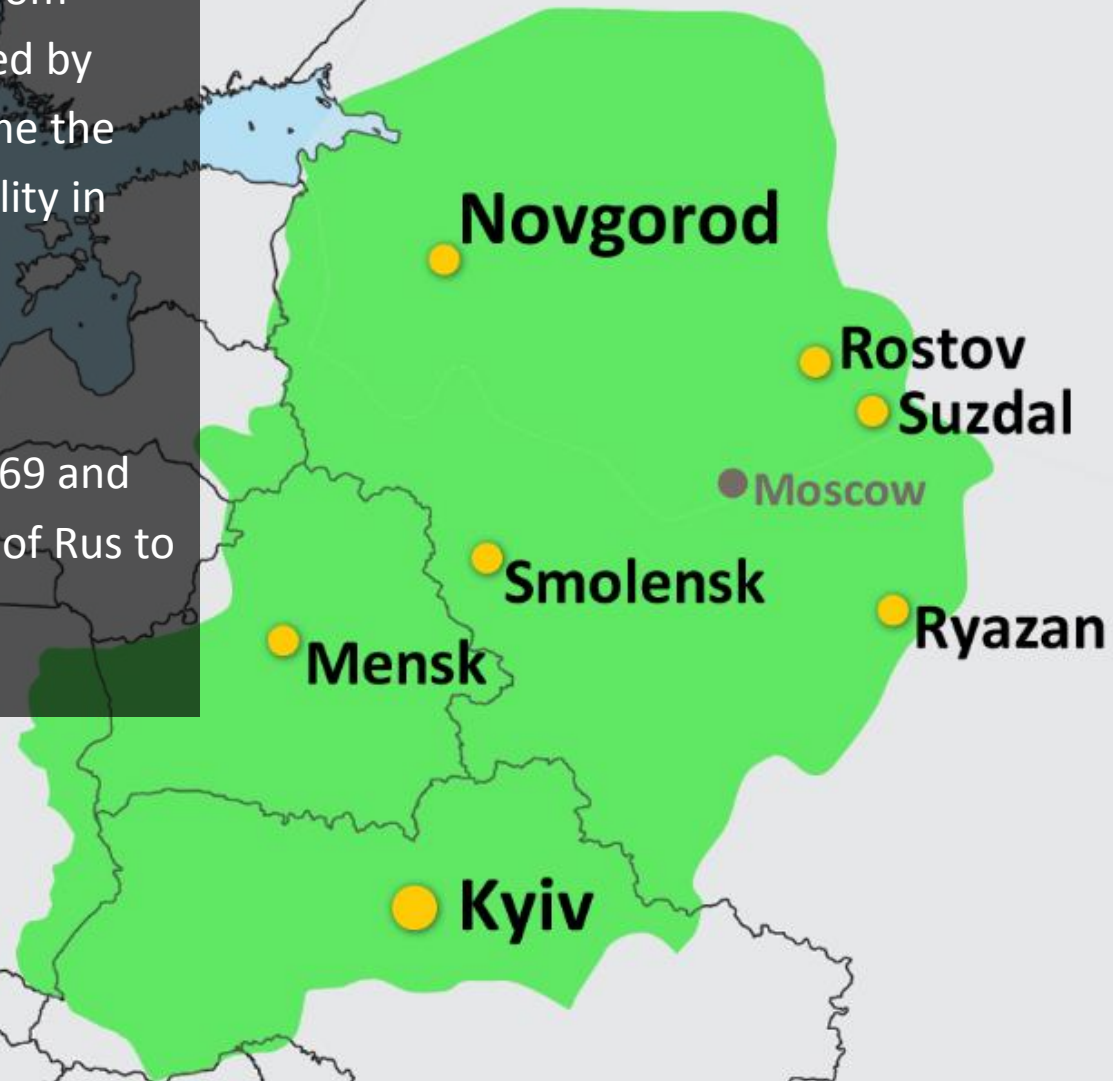 ed by
ne the
lity in
69 and
of Rus to
Novgorod
Rostov
Suzdal
Moscow
Smolensk
Ryazan
Mensk
Kyiv